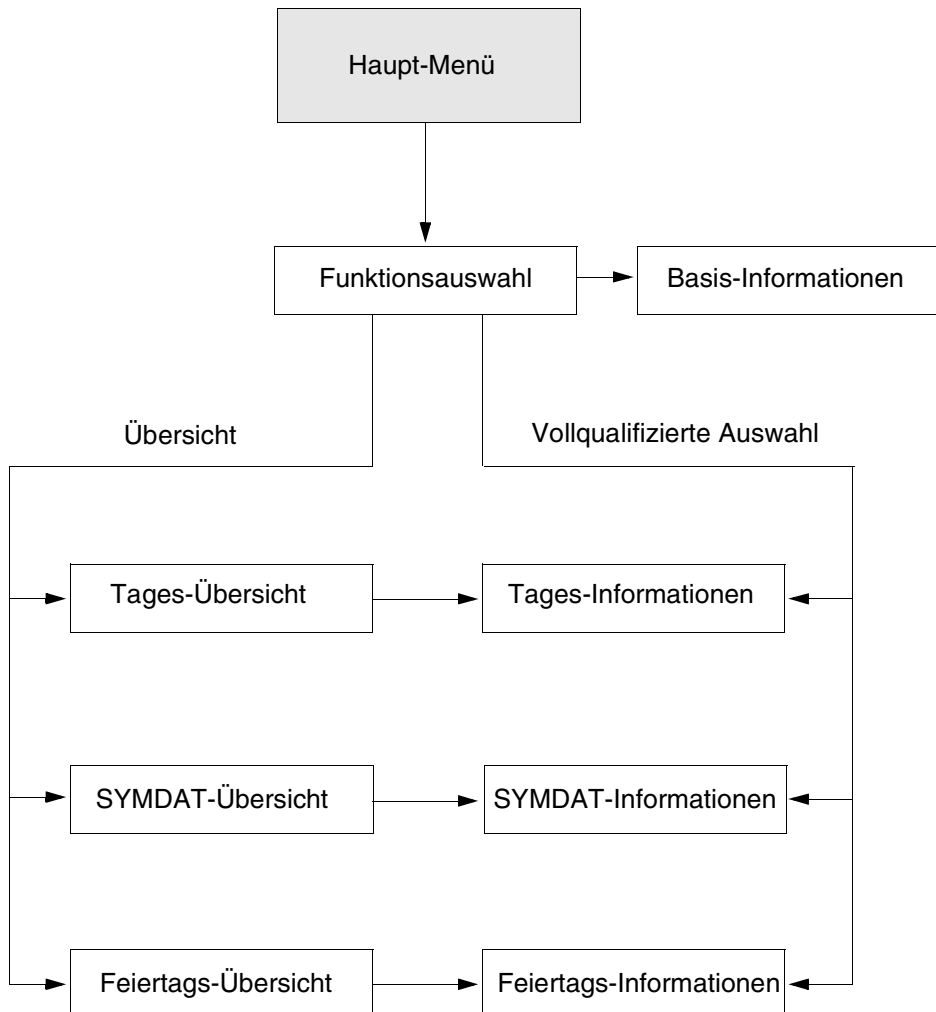 Haupt-Menü
Funktionsauswahl
Basis-Informationen
Übersicht
Vollqualifizierte Auswahl
Tages-Übersicht
Tages-Informationen
SYMDAT-Übersicht
SYMDAT-Informationen
Feiertags-Übersicht
Feiertags-Informationen